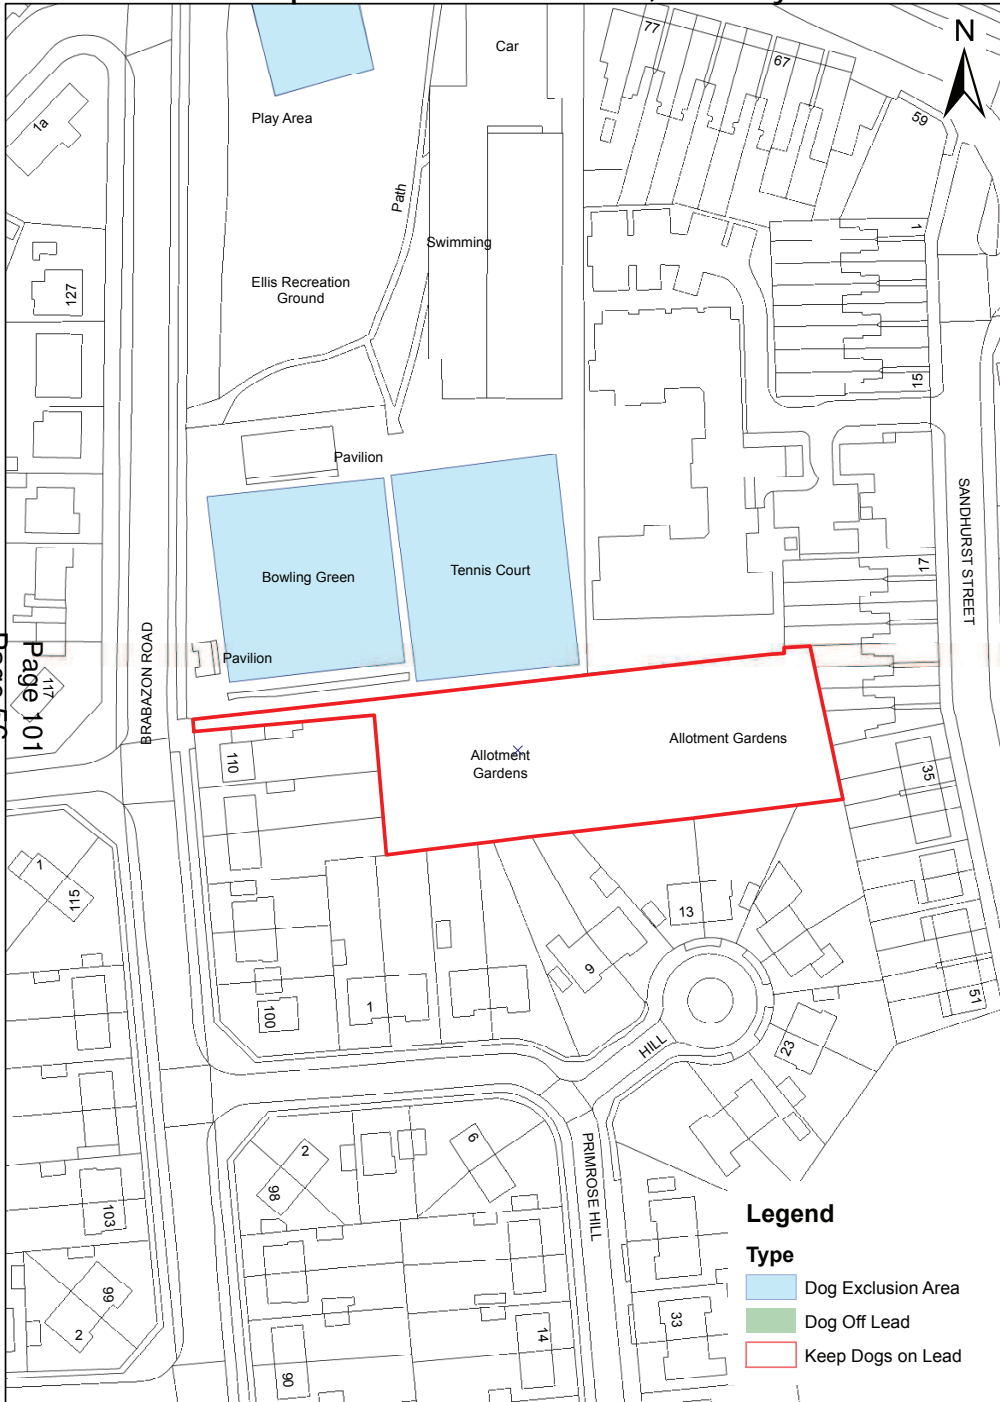 Car
N
77
67
59
Play Area
1a
Path
Swimming
1
127
Ellis Recreation
Ground
15
Pavilion
SANDHURST STREET
Bowling Green
Tennis Court
17
BRABAZON ROAD
Pavilion
117
Page 101
110
Allotment
Gardens
Allotment Gardens
35
1
115
13
9
100
1
51
HILL
23
PRIMROSE HILL
2
98
6
103
99
2
33
14
90
Legend
Type
Dog Exclusion Area
Dog Off Lead
Keep Dogs on Lead